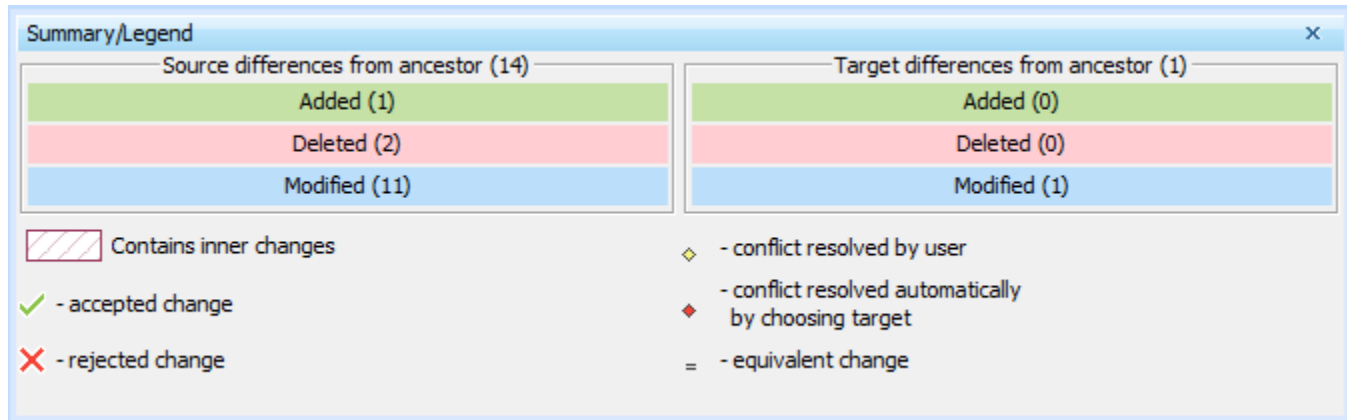 Summary/Legend
Source differences from ancestor (14)
Added (1)
Deleted (2)
Modified (11)
Target differences from ancestor (1)
Added (0)
Deleted (0)
Modified (1)
Contains inner changes
- accepted change
- rejected change
- conflict resolved by user
- conflict resolved automatically
by choosing target
= - equivalent change